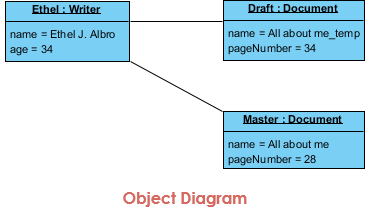 Ethel : Writer
name = Ethel J. Albro
age = 34
Draft : Document
name = All about me_temp
pageNumber = 34
Master : Document
name = All about me
pageNumber = 28
Object Diagram